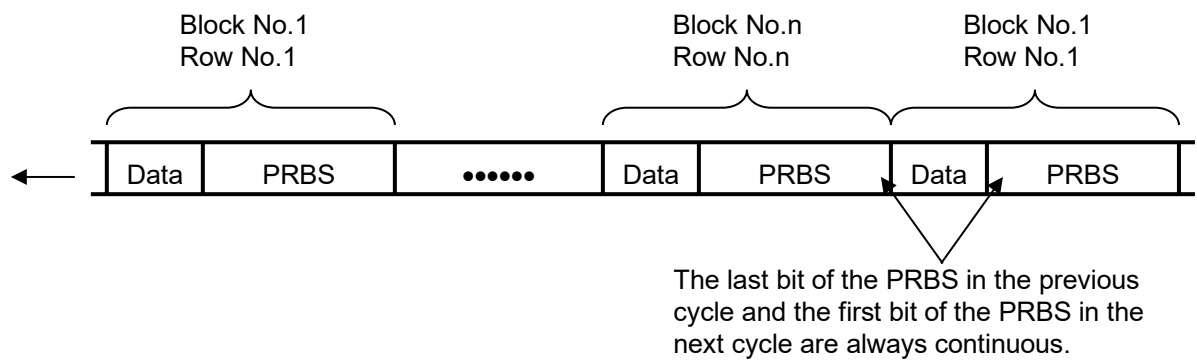 Block No.1
Row No.1
Block No.n
Row No.n
Block No.1
Row No.1
Data PRBS •••••• Data PRBS Data PRBS
The last bit of the PRBS in the previous
cycle and the first bit of the PRBS in the
next cycle are always continuous.